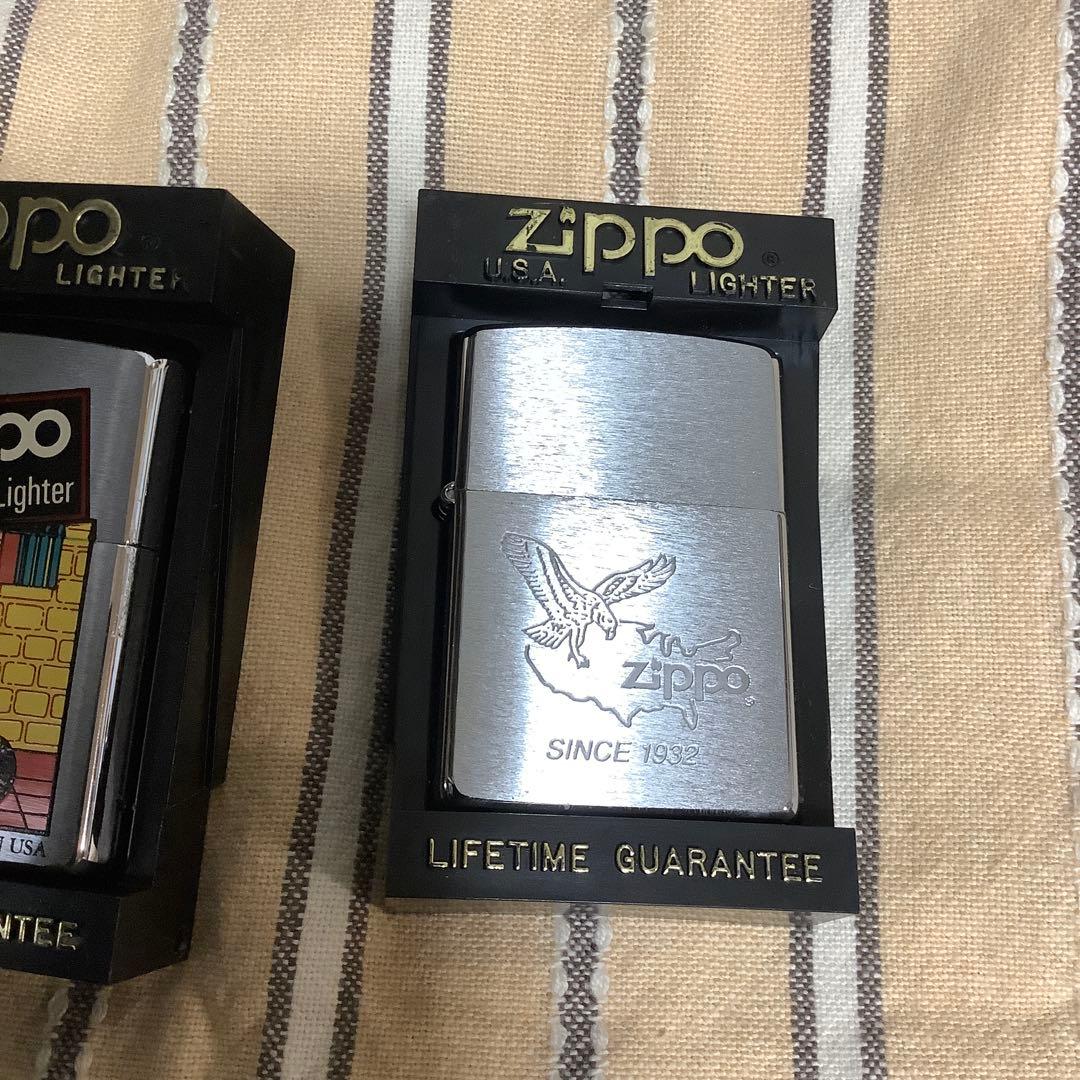 ppo
LIGHTER
po
Lighter
N USA
NTEE
Zippo
U.S.A. LIGHTER
Zippo
SINCE 1932
LIFETIME GUARANTEE